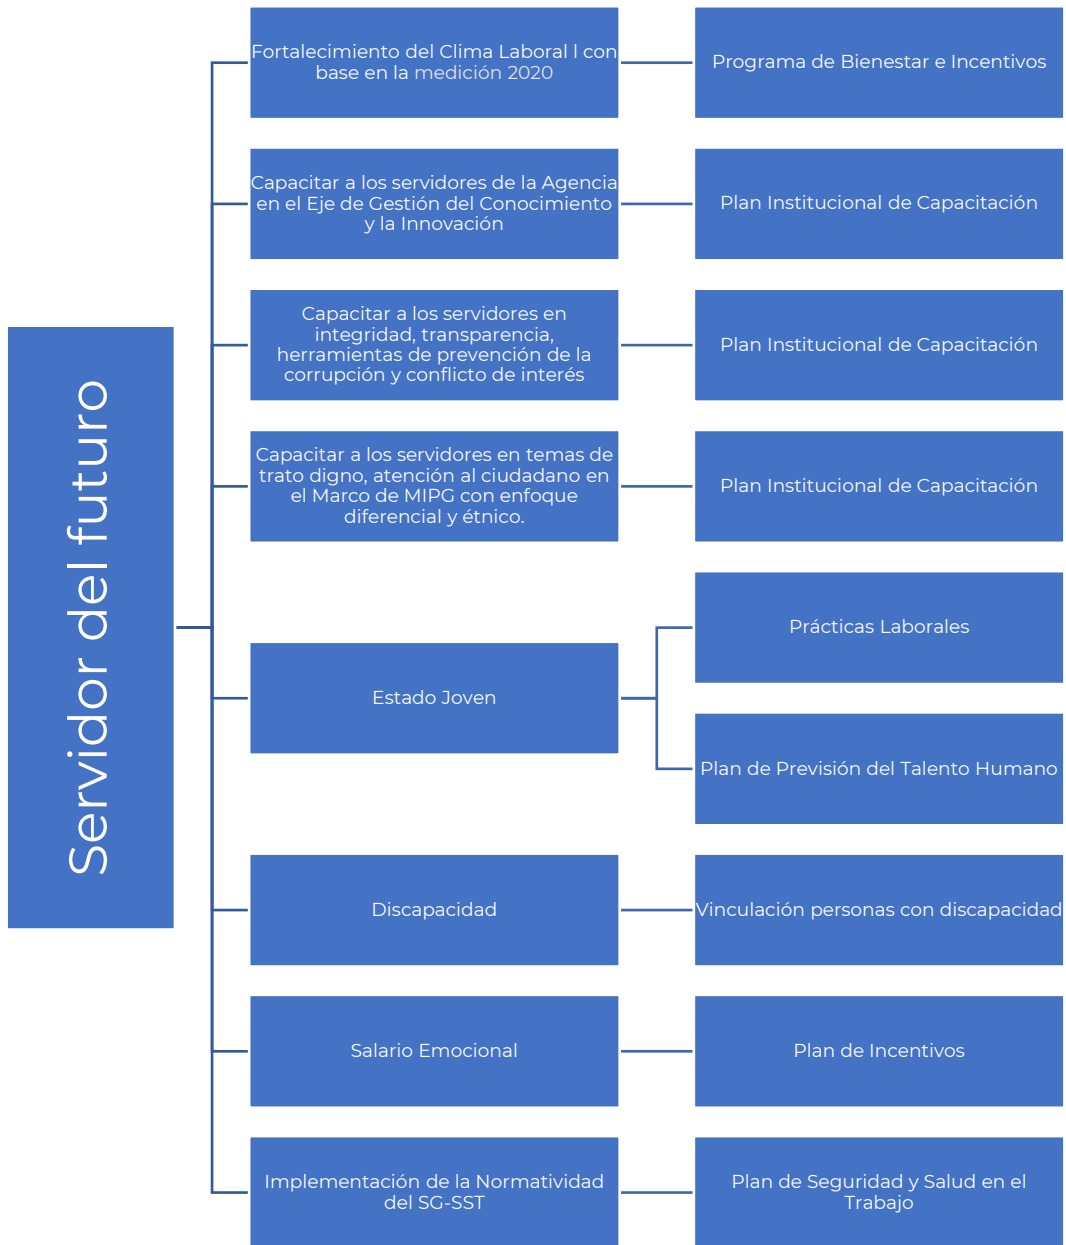 Servidor del futuro
Fortalecimiento del Clima Laboral l con
base en la medición 2020
Programa de Bienestar e Incentivos
Capacitar a los servidores de la Agencia
en el Eje de Gestión del Conocimiento
y la Innovación
Plan Institucional de Capacitación
Capacitar a los servidores en
integridad, transparencia,
herramientas de prevención de la
corrupción y conflicto de interés
Plan Institucional de Capacitación
Capacitar a los servidores en temas de
trato digno, atención al ciudadano en
el Marco de MIPG con enfoque
diferencial y étnico.
Plan Institucional de Capacitación
Estado Joven
Prácticas Laborales
Plan de Previsión del Talento Humano
Discapacidad
Vinculación personas con discapacidad
Salario Emocional
Plan de Incentivos
Implementación de la Normatividad
del SG-SST
Plan de Seguridad y Salud en el
Trabajo